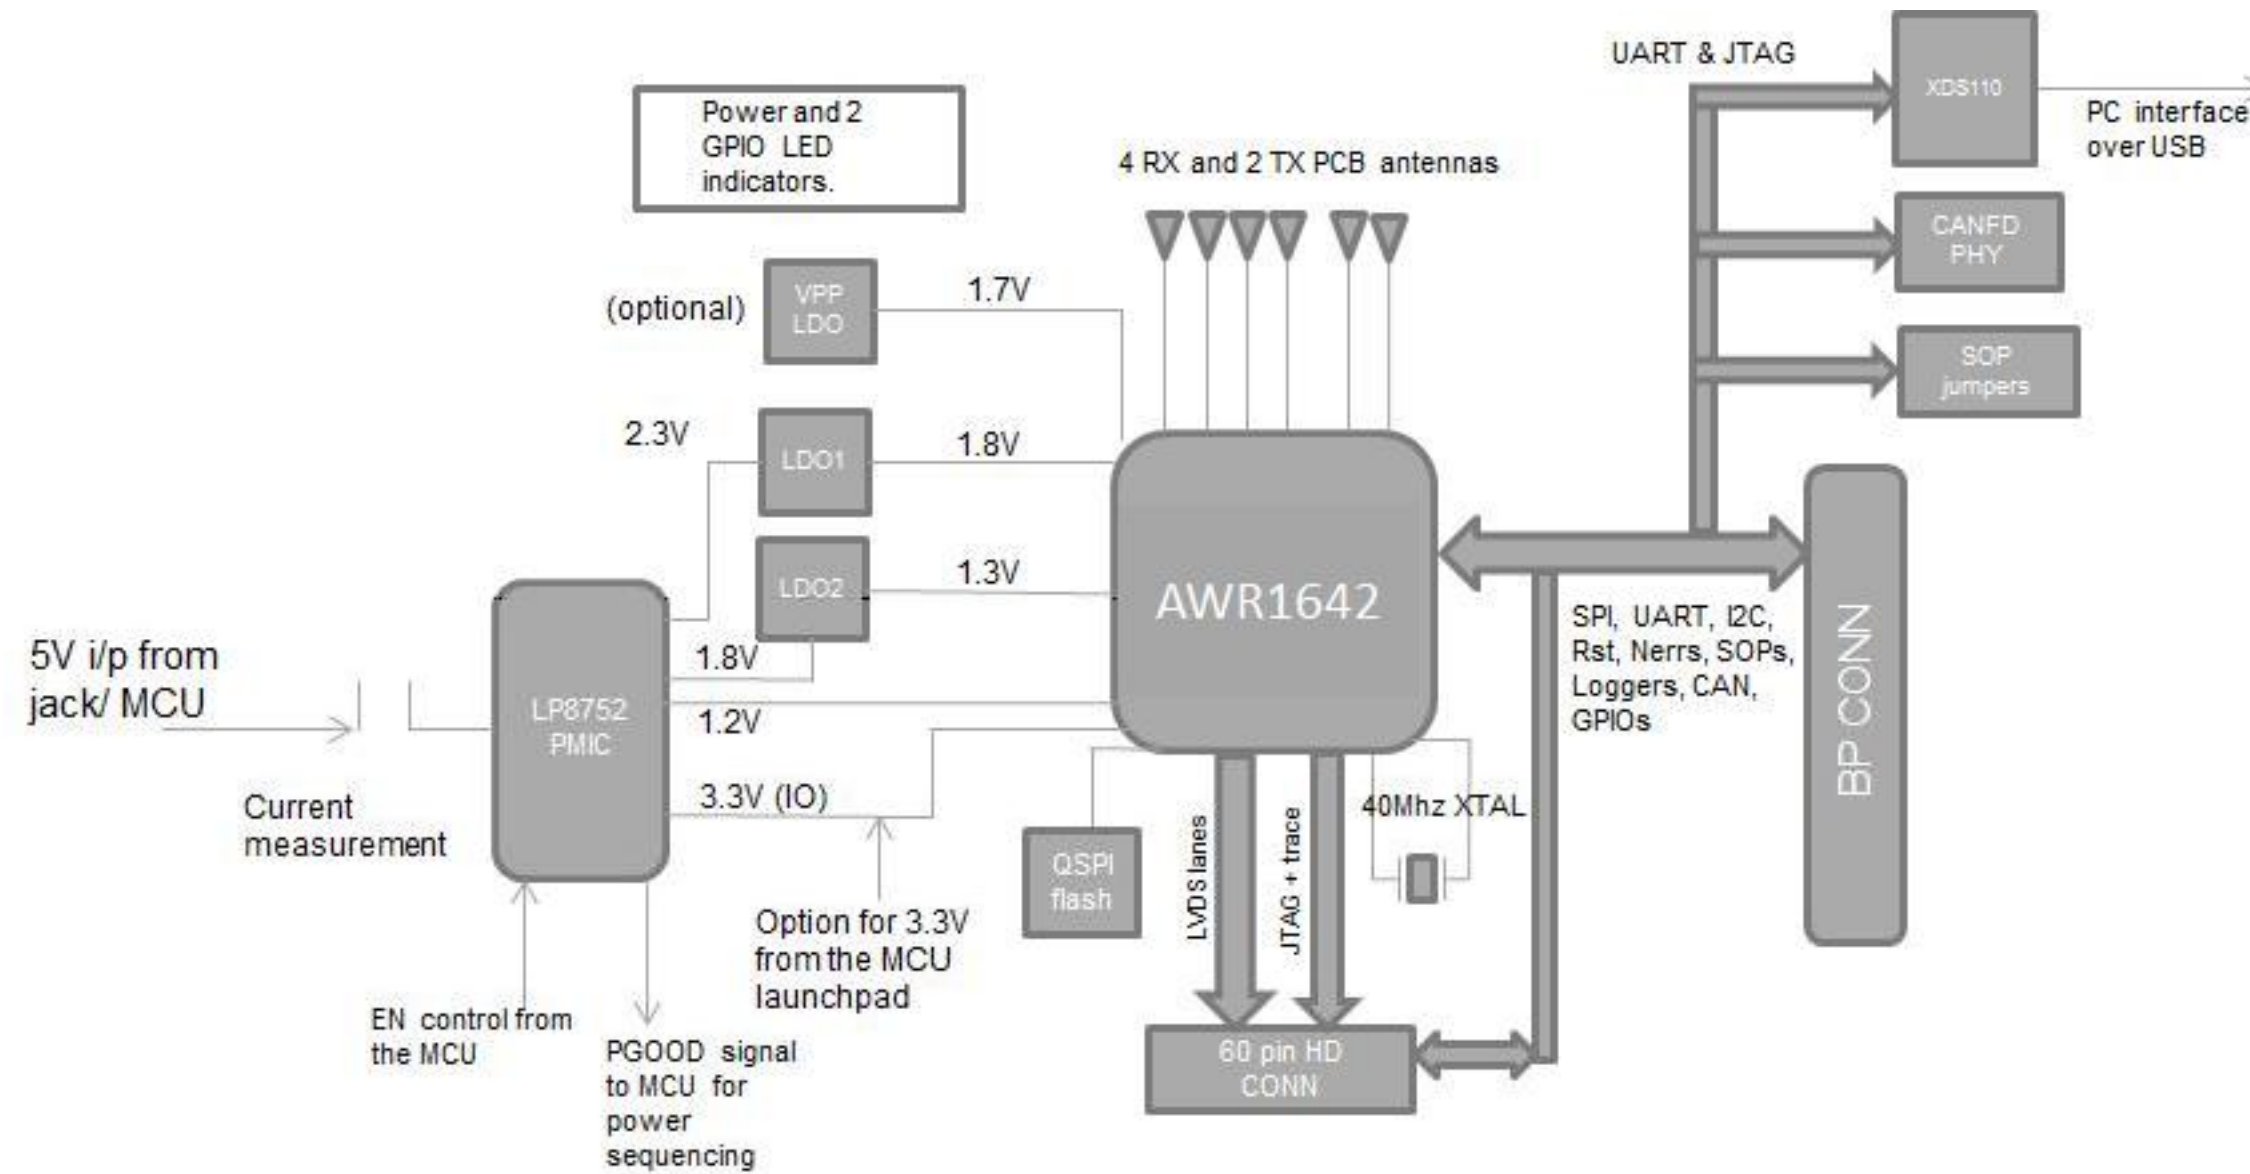 UART & JTAG
XDS110
PC interface
over USB
Power and 2
GPIO LED
indicators.
4 RX and 2 TX PCB antennas
CANFD
PHY
(optional)
VPP
LDO
1.7V
SOP
jumpers
2.3V
LDO1
1.8V
LDO2
1.3V
AWR1642
5V i/p from
jack/ MCU
LP8752
PMIC
1.8V
1.2V
3.3V (IO)
SPI, UART, I2C,
Rst, Nerrs, SOPs,
Loggers, CAN,
GPIOs
BP CONN
Current
measurement
QSPI
flash
LVDS lanes
JTAG + trace
40Mhz XTAL
Option for 3.3V
from the MCU
launchpad
EN control from
the MCU
PGOOD signal
to MCU for
power
sequencing
60 pin HD
CONN